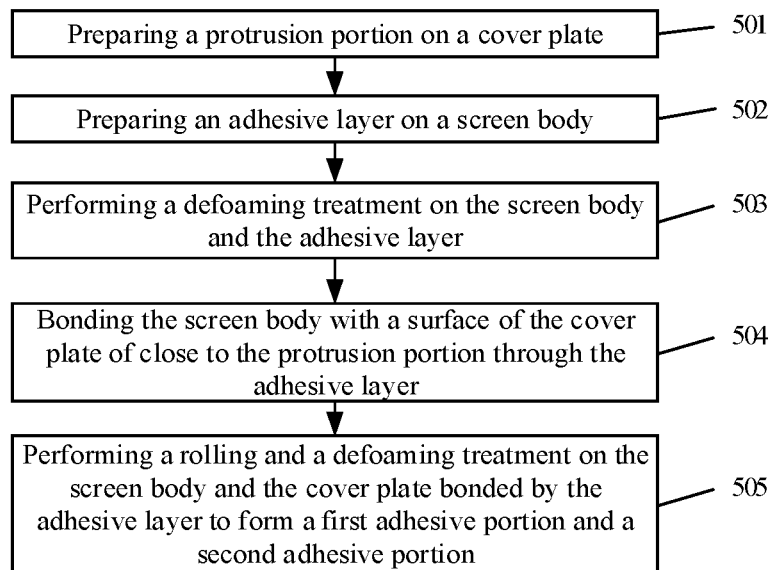 Preparing a protrusion portion on a cover plate
501
Preparing an adhesive layer on a screen body
502
Performing a defoaming treatment on the screen body
and the adhesive layer
503
Bonding the screen body with a surface of the cover
plate of close to the protrusion portion through the
adhesive layer
504
Performing a rolling and a defoaming treatment on the
screen body and the cover plate bonded by the
adhesive layer to form a first adhesive portion and a
second adhesive portion
505